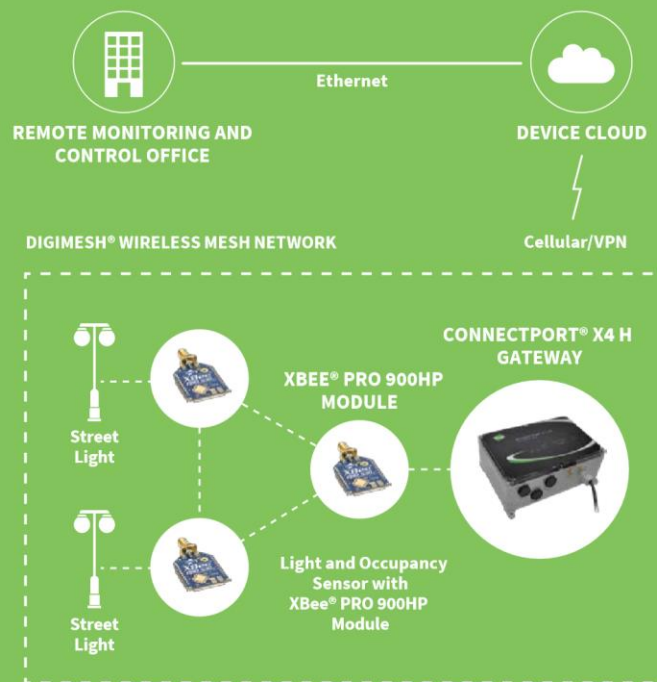 Ethernet
REMOTE MONITORING AND
CONTROL OFFICE
DEVICE CLOUD
DIGIMESH® WIRELESS MESH NETWORK
Cellular/VPN
CONNECTPORT® X4 H
GATEWAY
XBEE® PRO 900HP
MODULE
Street
Light
Light and Occupancy
Sensor with
XBee® PRO 900HP
Module
Street
Light